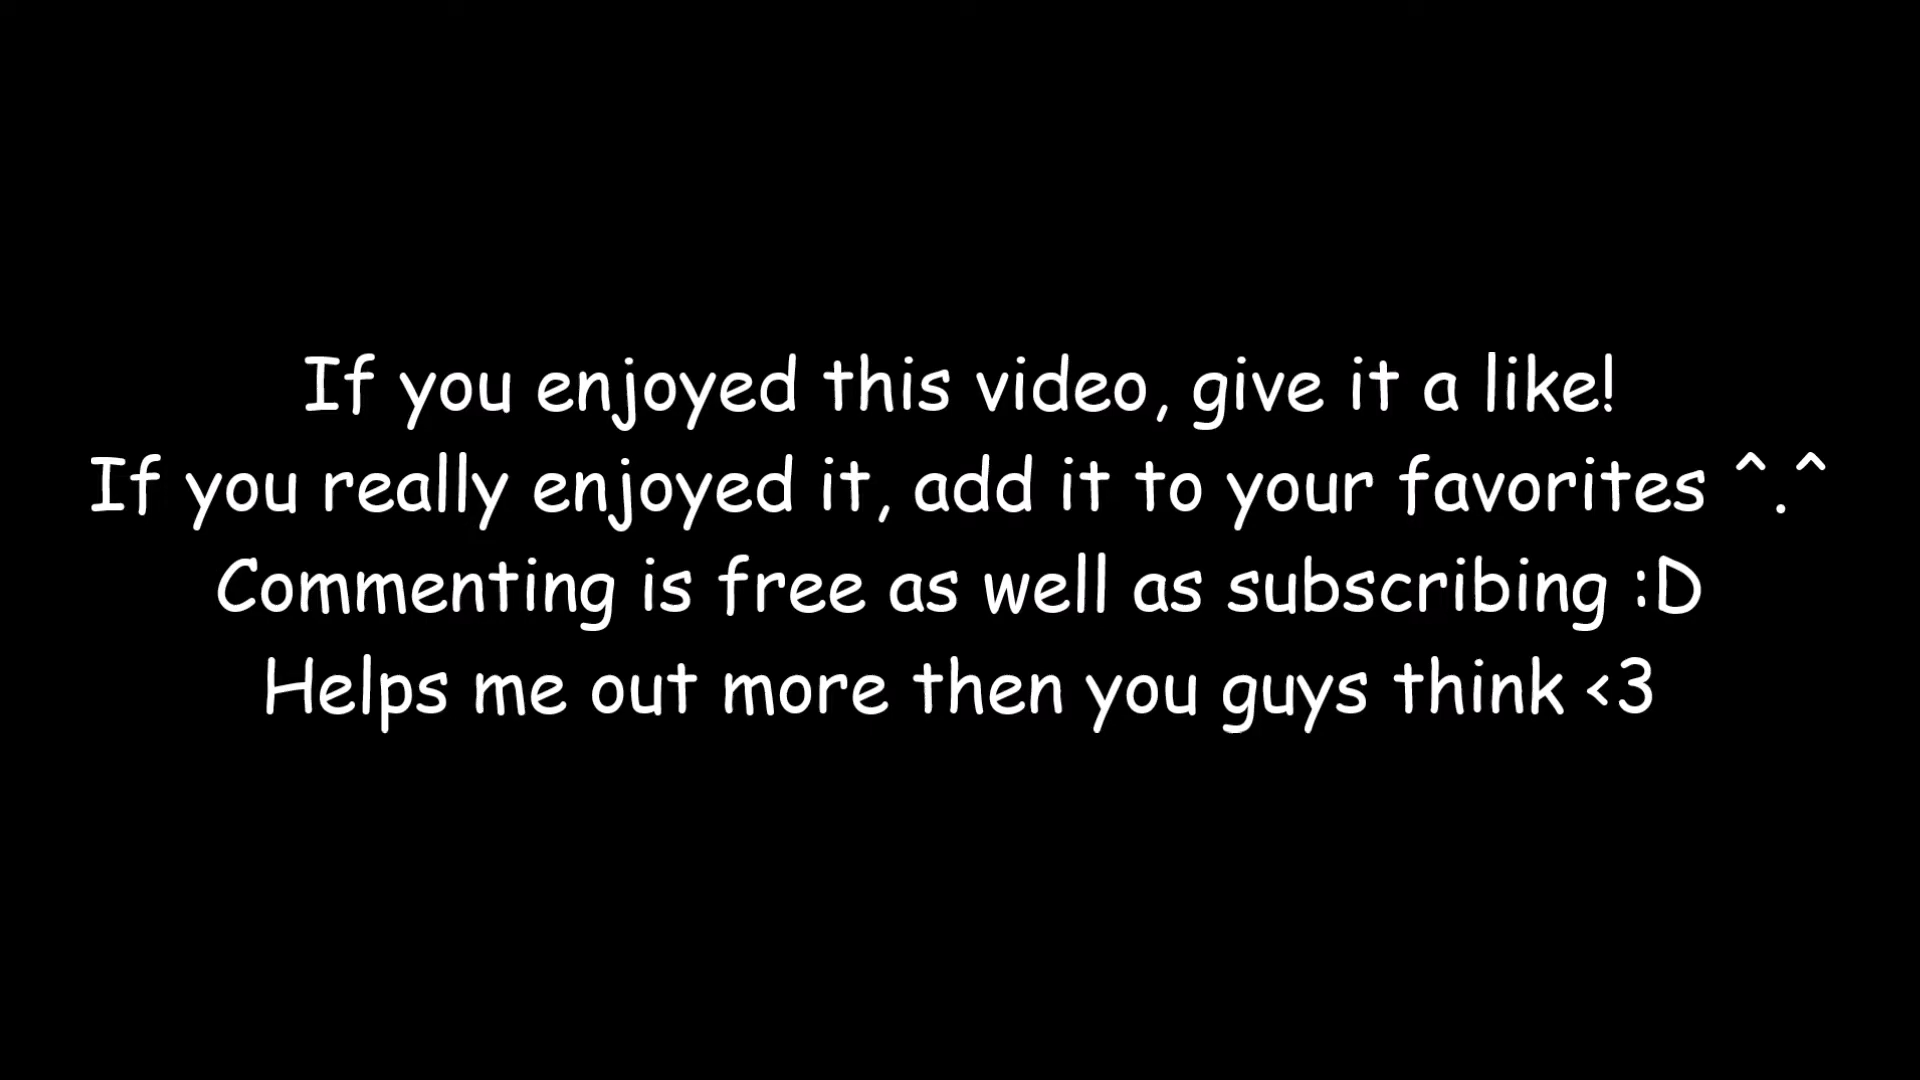 If you enjoyed this video, give it a like!
If you really enjoyed it, add it to your favorites ^.^
Commenting is free as well as subscribing :D
Helps me out more then you guys think <3